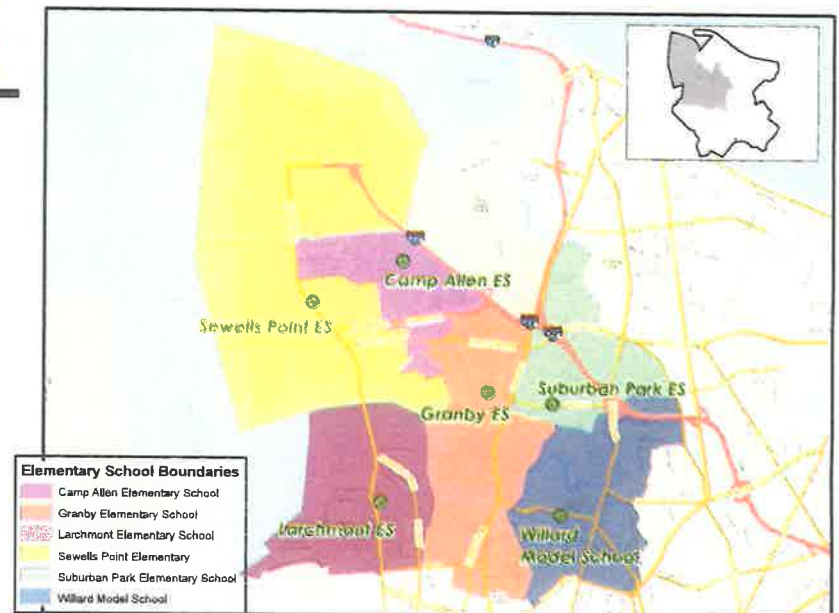 Camp Allen ES
Sewells Point ES
Suburban Park ES
Granby ES
Larchmont ES
Willard
Model School
Elementary School Boundaries
Camp Allen Elementary School
Granby Elementary School
Larchmont Elementary School
Sewells Point Elementary
Suburban Park Elementary School
Willard Model School